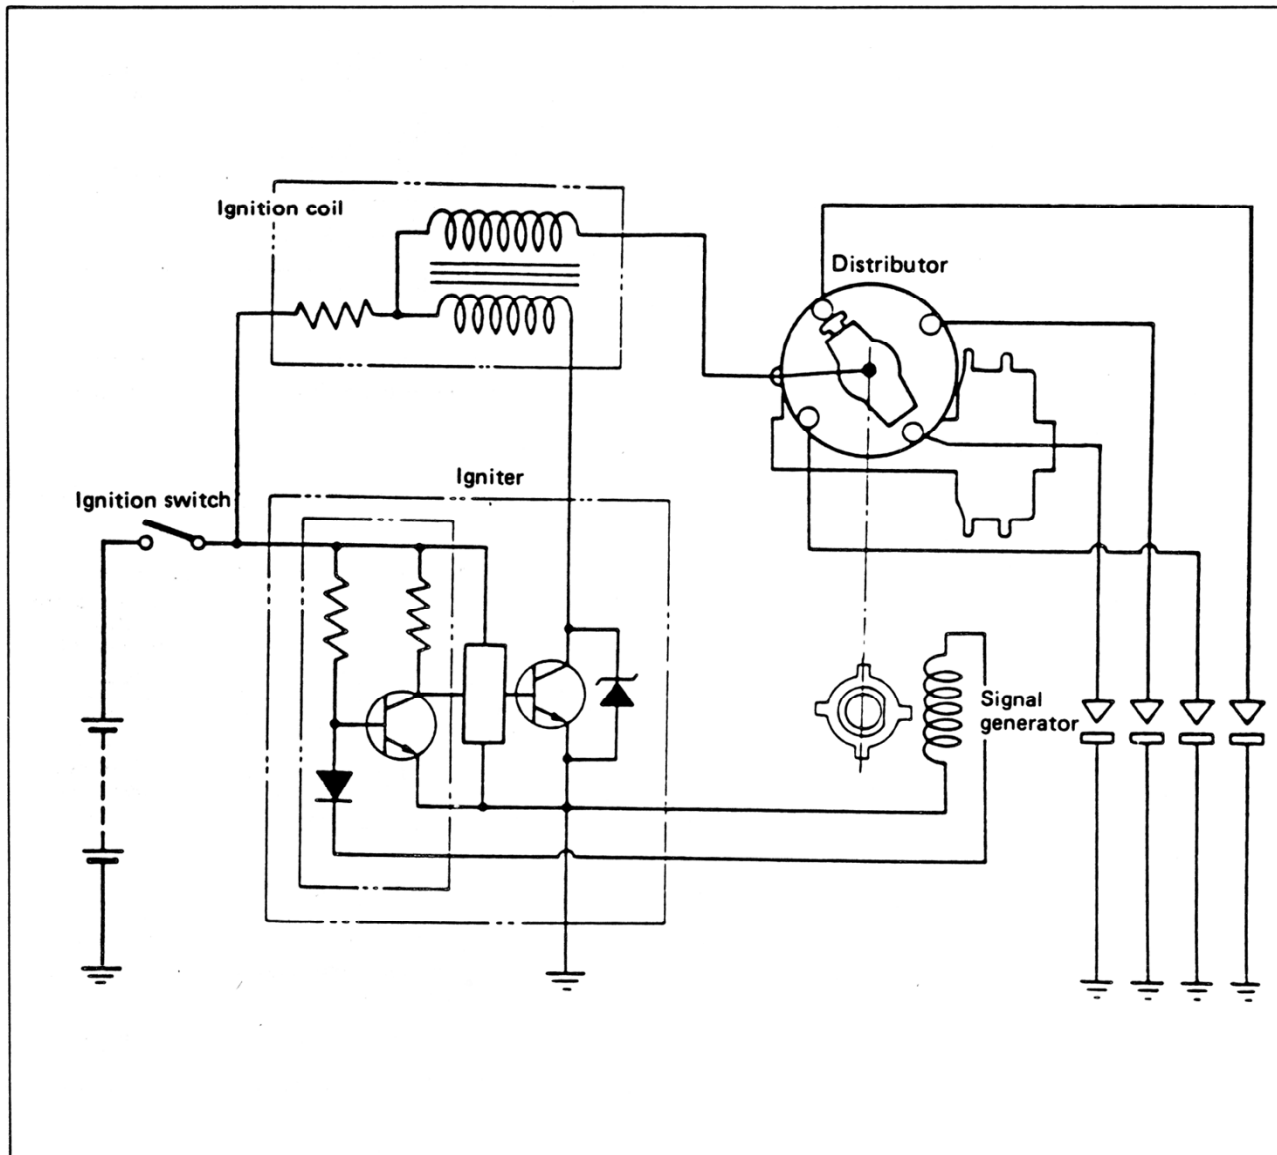 Ignition coil
Distributor
Igniter
Ignition switch
Signal
generator